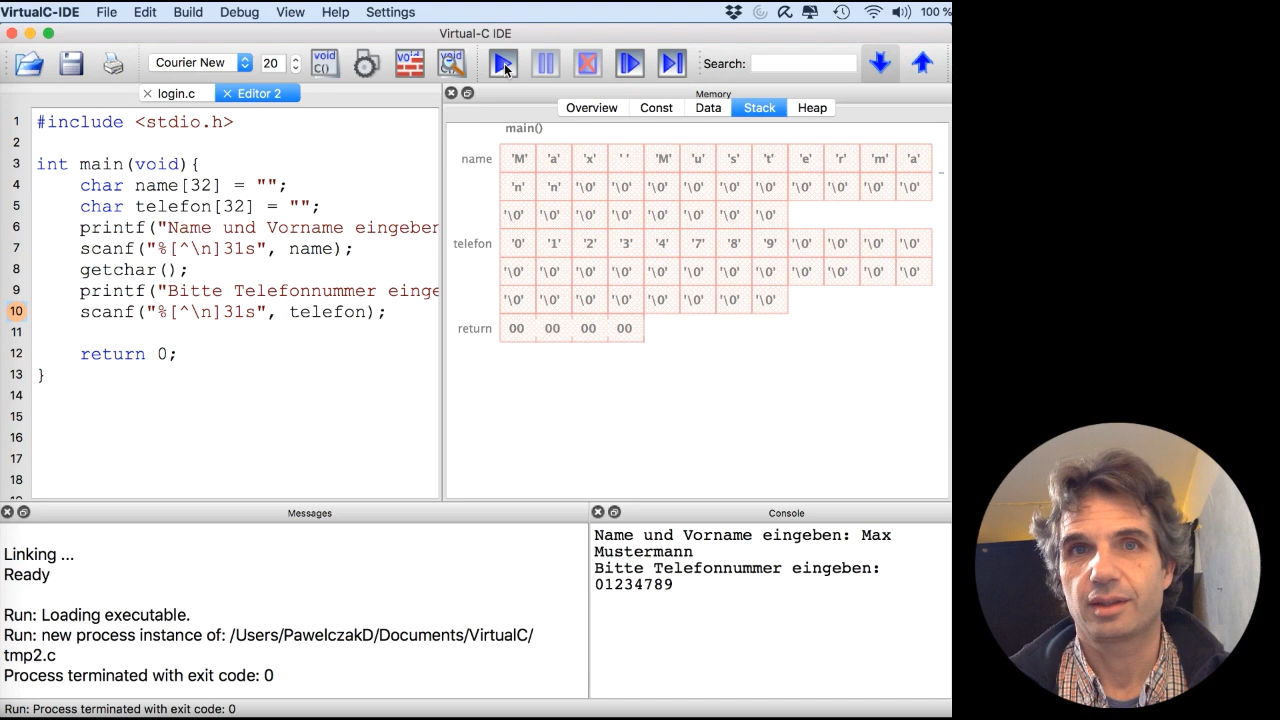 VirtualC-IDE File Edit Build Debug View Help Settings 100 %
Virtual-C IDE
Courier New 20 void C() void void Search:
login.c Editor 2
Memory
Overview Const Data Stack Heap
1 #include <stdio.h>
2
3 int main(void){
4 char name[32] = "";
5 char telefon[32] = "";
6 printf("Name und Vorname eingeben
7 scanf("%[^\n]31s", name);
8 getchar();
9 printf("Bitte Telefonnummer einge
10 scanf("%[^\n]31s", telefon);
11
12 return 0;
13 }
14
15
16
17
18
main()
name 'M' 'a' 'x' ' ' 'M' 'u' 's' 't' 'e' 'r' 'm' 'a'
'n' 'n' '\0' '\0' '\0' '\0' '\0' '\0' '\0' '\0' '\0' '\0'
'\0' '\0' '\0' '\0' '\0' '\0' '\0' '\0'
telefon '0' '1' '2' '3' '4' '7' '8' '9' '\0' '\0' '\0' '\0'
'\0' '\0' '\0' '\0' '\0' '\0' '\0' '\0' '\0' '\0' '\0' '\0'
'\0' '\0' '\0' '\0' '\0' '\0' '\0' '\0'
return 00 00 00 00
Messages
Linking ...
Ready
Run: Loading executable.
Run: new process instance of: /Users/PawelczakD/Documents/VirtualC/
tmp2.c
Process terminated with exit code: 0
Console
Name und Vorname eingeben: Max
Mustermann
Bitte Telefonnummer eingeben:
01234789
Run: Process terminated with exit code: 0